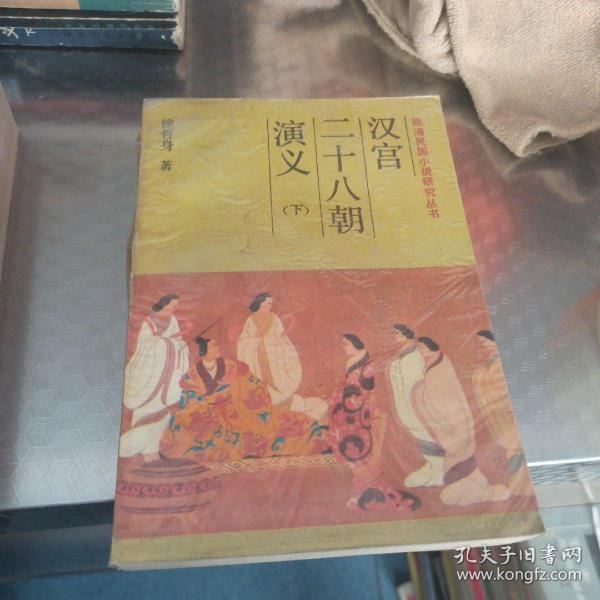 晚清民国小说研究丛书
汉宫
二十八朝
演义
（下）
徐哲身 著
孔夫子旧书网
www.kongfz.com